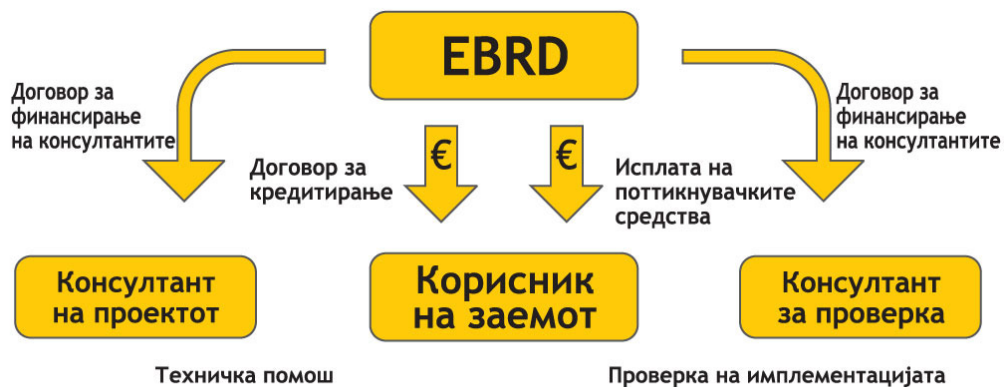 EBRD
Договор за
финансирање
на консултантите
Договор за
кредитирање
€
€
Исплата на
поттикнувачките
средства
Договор за
финансирање
на консултантите
Консултант
на проектот
Корисник
на заемот
Консултант
за проверка
Техничка помош
Проверка на имплементацијата